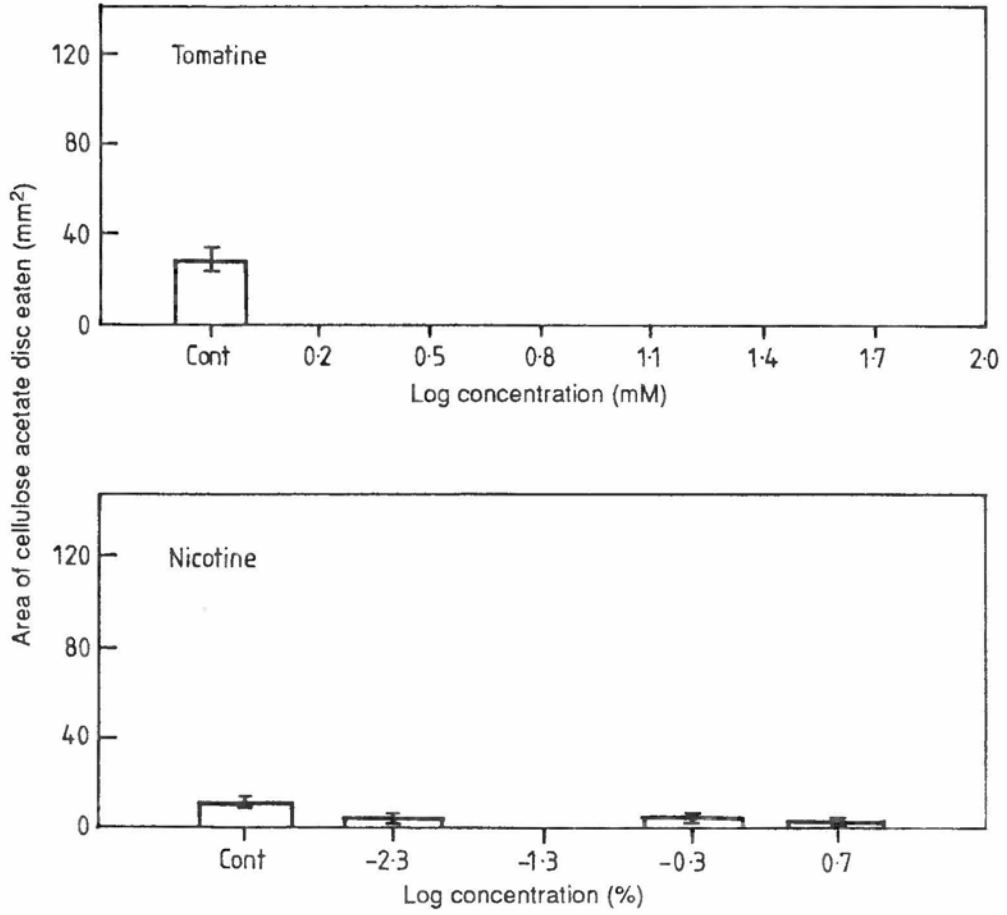 Area of cellulose acetate disc eaten (mm²)
120
80
40
0
Tomatine
Cont 0·2 0·5 0·8 1·1 1·4 1·7 2·0
Log concentration (mM)
120
80
40
0
Nicotine
Cont -2·3 -1·3 -0·3 0·7
Log concentration (%)